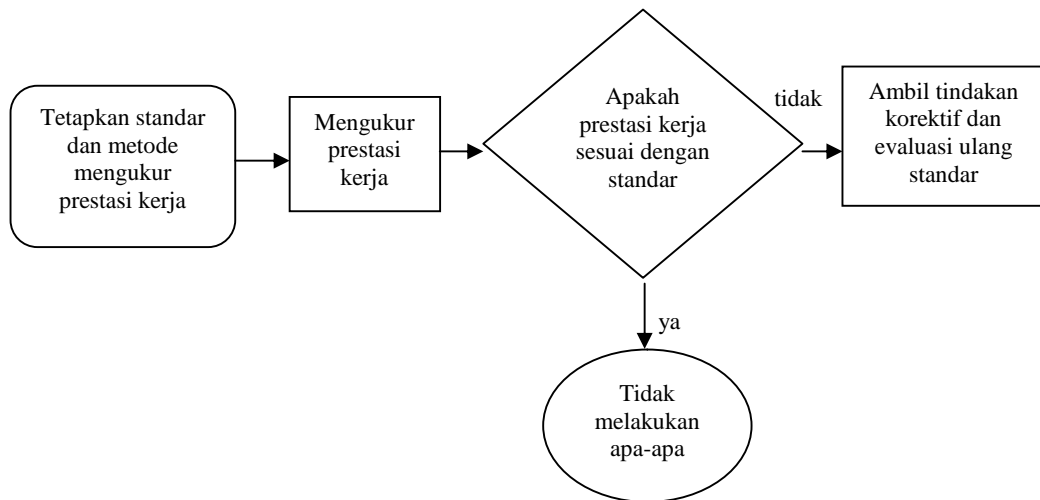 Tetapkan standar
dan metode
mengukur
prestasi kerja
Mengukur
prestasi
kerja
Apakah
prestasi kerja
sesuai dengan
standar
tidak
Ambil tindakan
korektif dan
evaluasi ulang
standar
ya
Tidak
melakukan
apa-apa